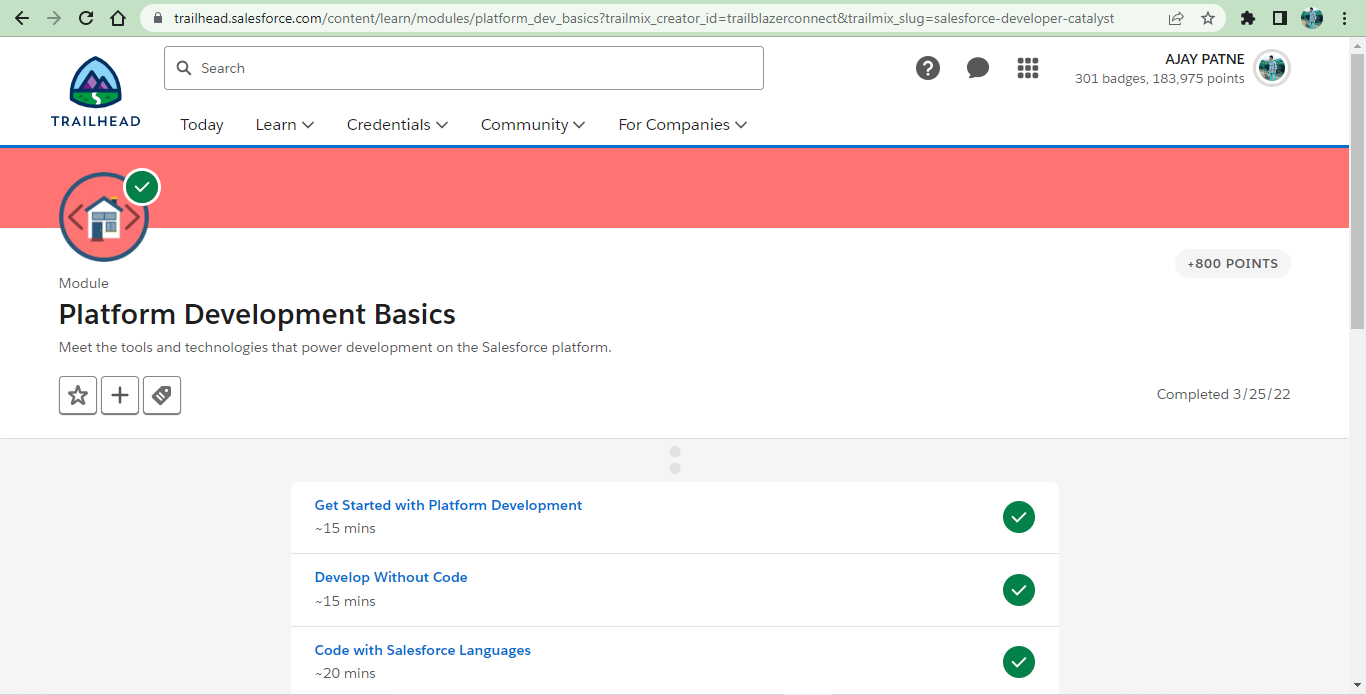 trailhead.salesforce.com/content/learn/modules/platform_dev_basics?trailmix_creator_id=trailblazerconnect&trailmix_slug=salesforce-developer-catalyst
TRAILHEAD
Search
AJAY PATNE
301 badges, 183,975 points
Today Learn Credentials Community For Companies
+800 POINTS
Module
Platform Development Basics
Meet the tools and technologies that power development on the Salesforce platform.
Completed 3/25/22
Get Started with Platform Development
~15 mins
Develop Without Code
~15 mins
Code with Salesforce Languages
~20 mins